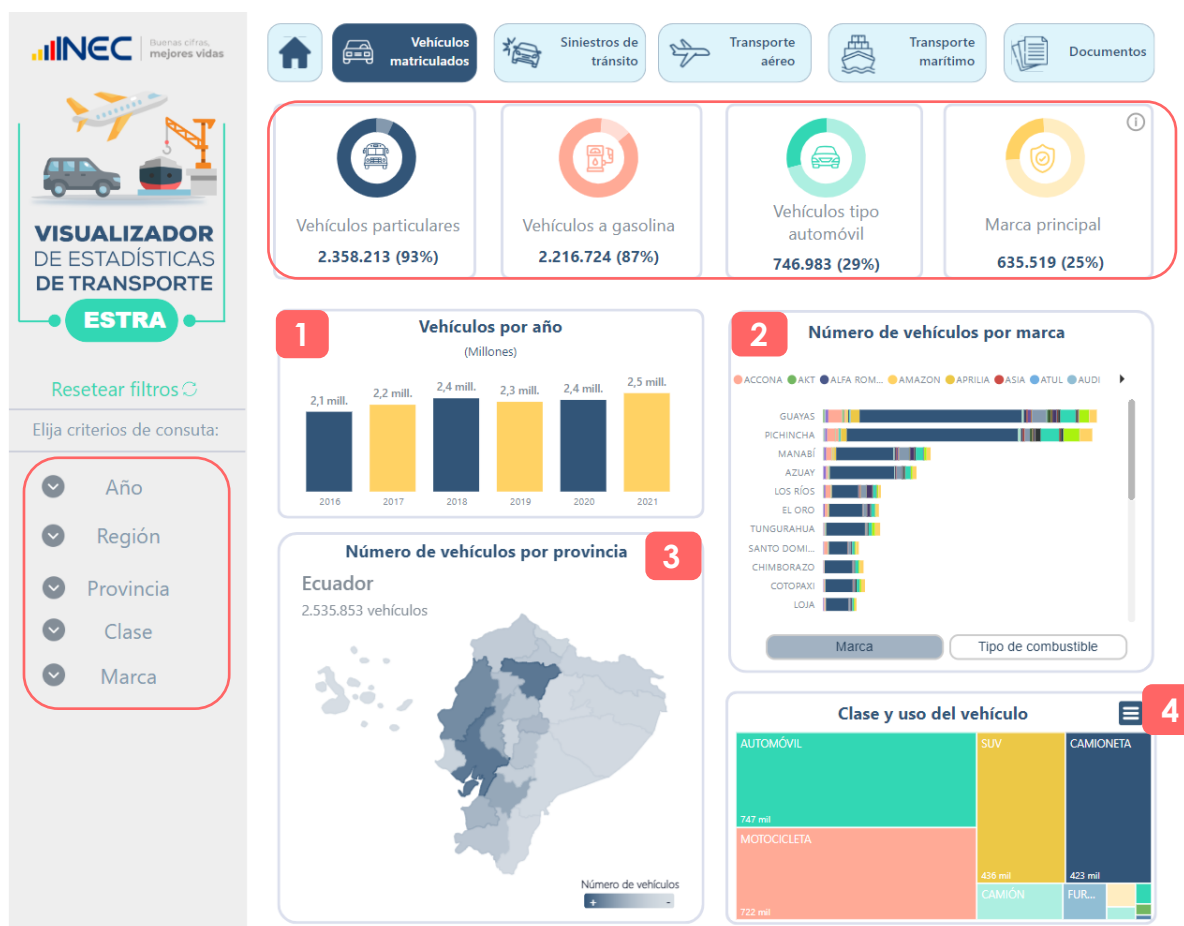 INEC
Buenas cifras,
mejores vidas
VISUALIZADOR
DE ESTADÍSTICAS
DE TRANSPORTE
ESTRA
Resetear filtros
Elija criterios de consuta:
Año
Región
Provincia
Clase
Marca
Vehículos
matriculados
Siniestros de
tránsito
Transporte
aéreo
Transporte
marítimo
Documentos
Vehículos particulares
2.358.213 (93%)
Vehículos a gasolina
2.216.724 (87%)
Vehículos tipo
automóvil
746.983 (29%)
Marca principal
635.519 (25%)
1
Vehículos por año
(Millones)
2,1 mill.
2,2 mill.
2,4 mill.
2,3 mill.
2,4 mill.
2,5 mill.
2016
2017
2018
2019
2020
2021
2
Número de vehículos por marca
ACCONA AKT ALFA ROM... AMAZON APRILIA ASIA ATUL AUDI
GUAYAS
PICHINCHA
MANABÍ
AZUAY
LOS RÍOS
EL ORO
TUNGURAHUA
SANTO DOMI...
CHIMBORAZO
COTOPAXI
LOJA
Marca
Tipo de combustible
Número de vehículos por provincia
3
Ecuador
2.535.853 vehículos
Número de vehículos
+ -
Clase y uso del vehículo
4
AUTOMÓVIL
747 mil
MOTOCICLETA
722 mil
SUV
436 mil
CAMIONETA
423 mil
CAMIÓN
FUR...